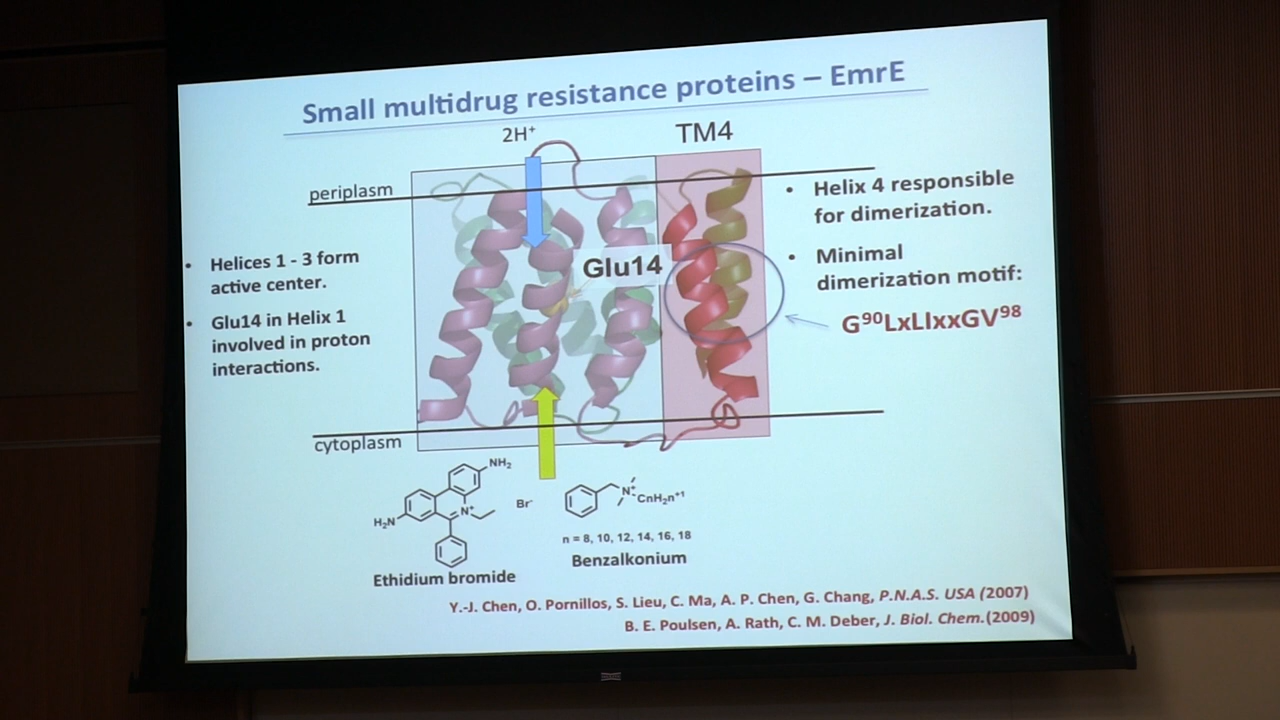 Small multidrug resistance proteins – EmrE
2H⁺
TM4
periplasm
Helices 1 - 3 form
active center.
Glu14 in Helix 1
involved in proton
interactions.
Glu14
Helix 4 responsible
for dimerization.
Minimal
dimerization motif:
G⁹⁰LxLIxxGV⁹⁸
cytoplasm
NH₂
H₂N
N⁺
Br⁻
Ethidium bromide
N⁺
CnH₂n⁺¹
n = 8, 10, 12, 14, 16, 18
Benzalkonium
Y.-J. Chen, O. Pornillos, S. Lieu, C. Ma, A. P. Chen, G. Chang, P.N.A.S. USA (2007)
B. E. Poulsen, A. Rath, C. M. Deber, J. Biol. Chem.(2009)